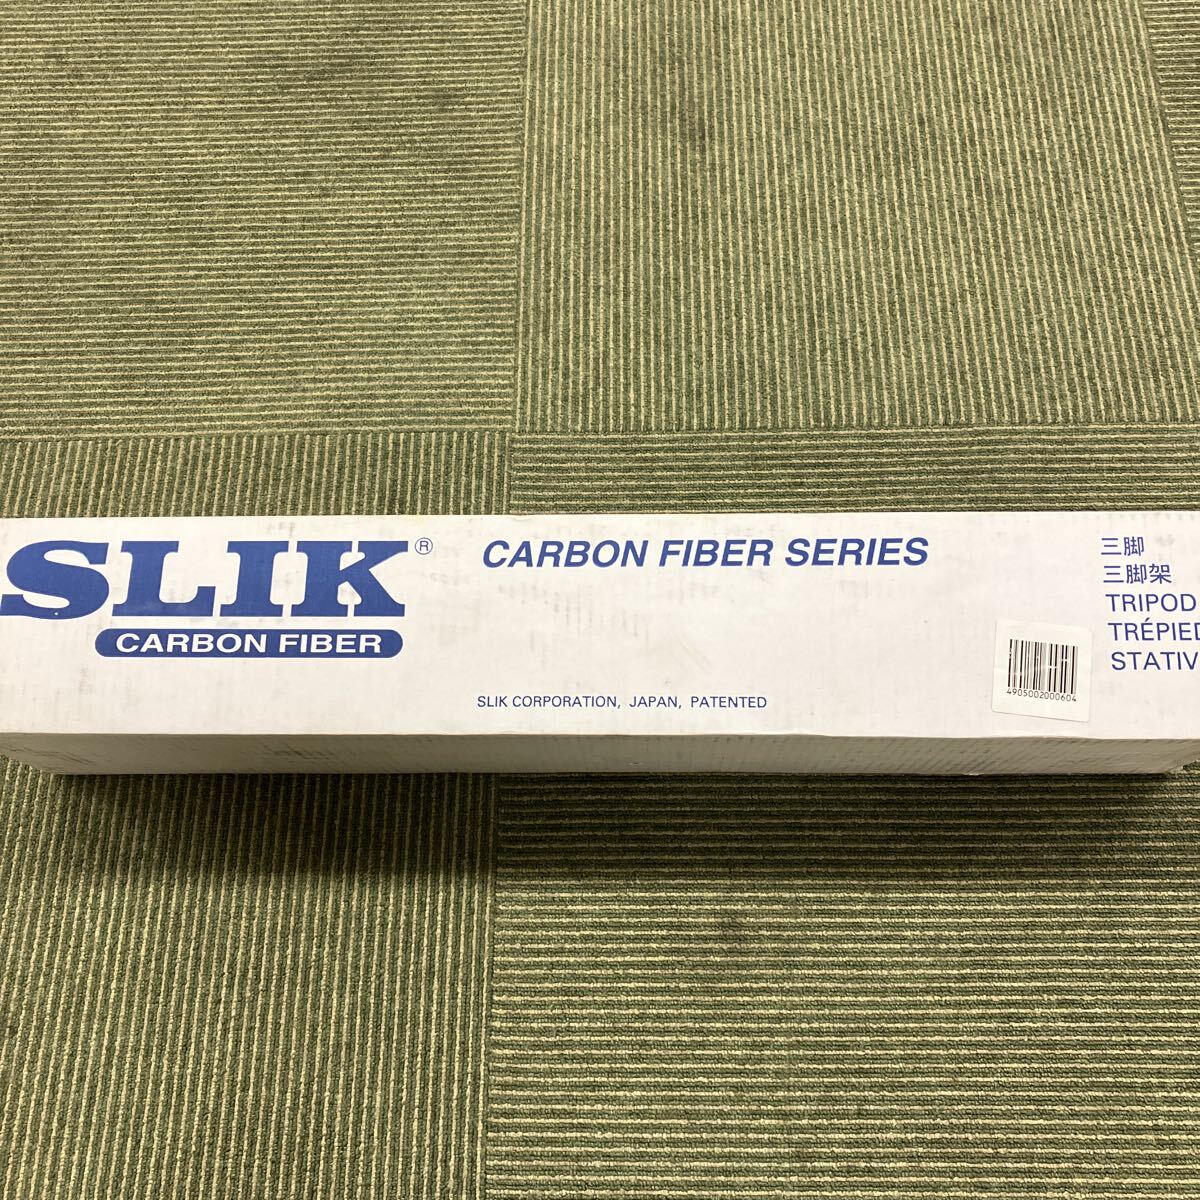 SLIK®
CARBON FIBER
CARBON FIBER SERIES
SLIK CORPORATION, JAPAN, PATENTED
4905002000604
三脚
三脚架
TRIPOD
TRÉPIED
STATIV